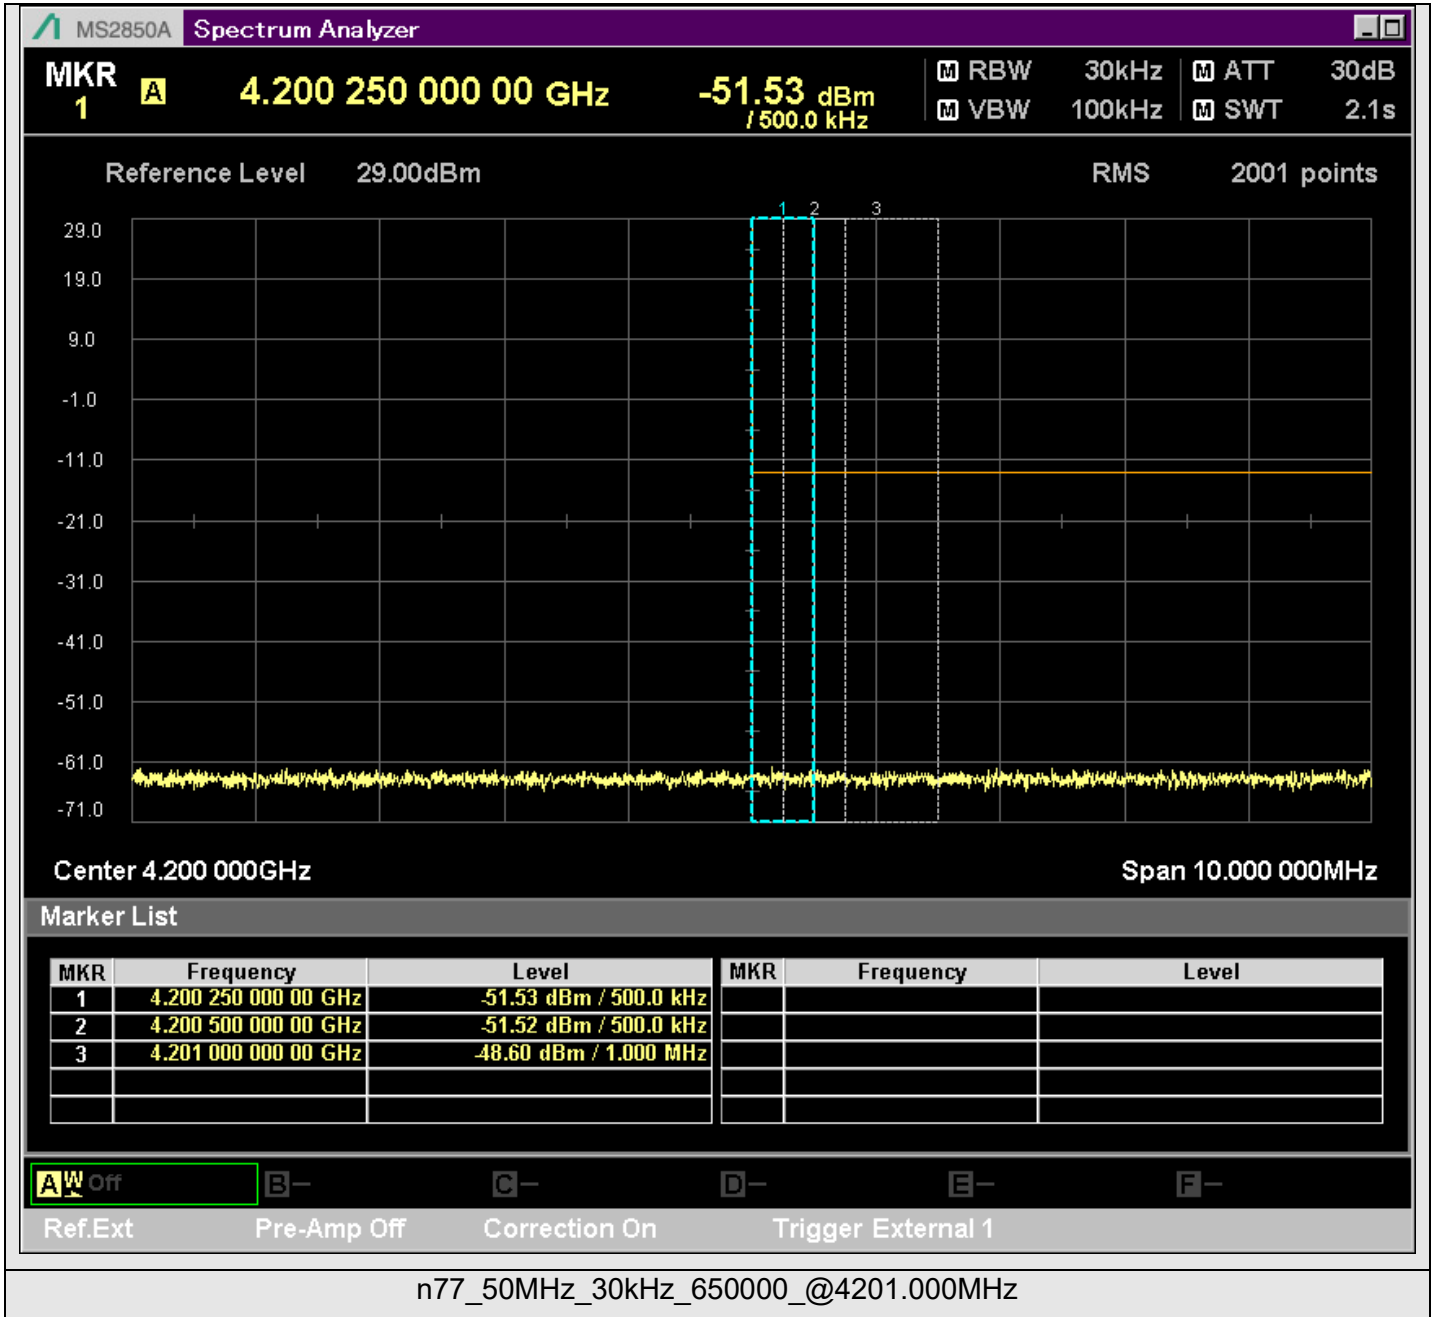 MS2850A Spectrum Analyzer
MKR 1 A 4.200 250 000 00 GHz -51.53 dBm / 500.0 kHz
M RBW 30kHz M ATT 30dB
M VBW 100kHz M SWT 2.1s
Reference Level 29.00dBm RMS 2001 points
1 2 3
29.0
19.0
9.0
-1.0
-11.0
-21.0
-31.0
-41.0
-51.0
-61.0
-71.0
Center 4.200 000GHz Span 10.000 000MHz
Marker List
MKR Frequency Level MKR Frequency Level
1 4.200 250 000 00 GHz -51.53 dBm / 500.0 kHz
2 4.200 500 000 00 GHz -51.52 dBm / 500.0 kHz
3 4.201 000 000 00 GHz -48.60 dBm / 1.000 MHz
A W Off B— C— D— E— F—
Ref.Ext Pre-Amp Off Correction On Trigger External 1
n77_50MHz_30kHz_650000_@4201.000MHz